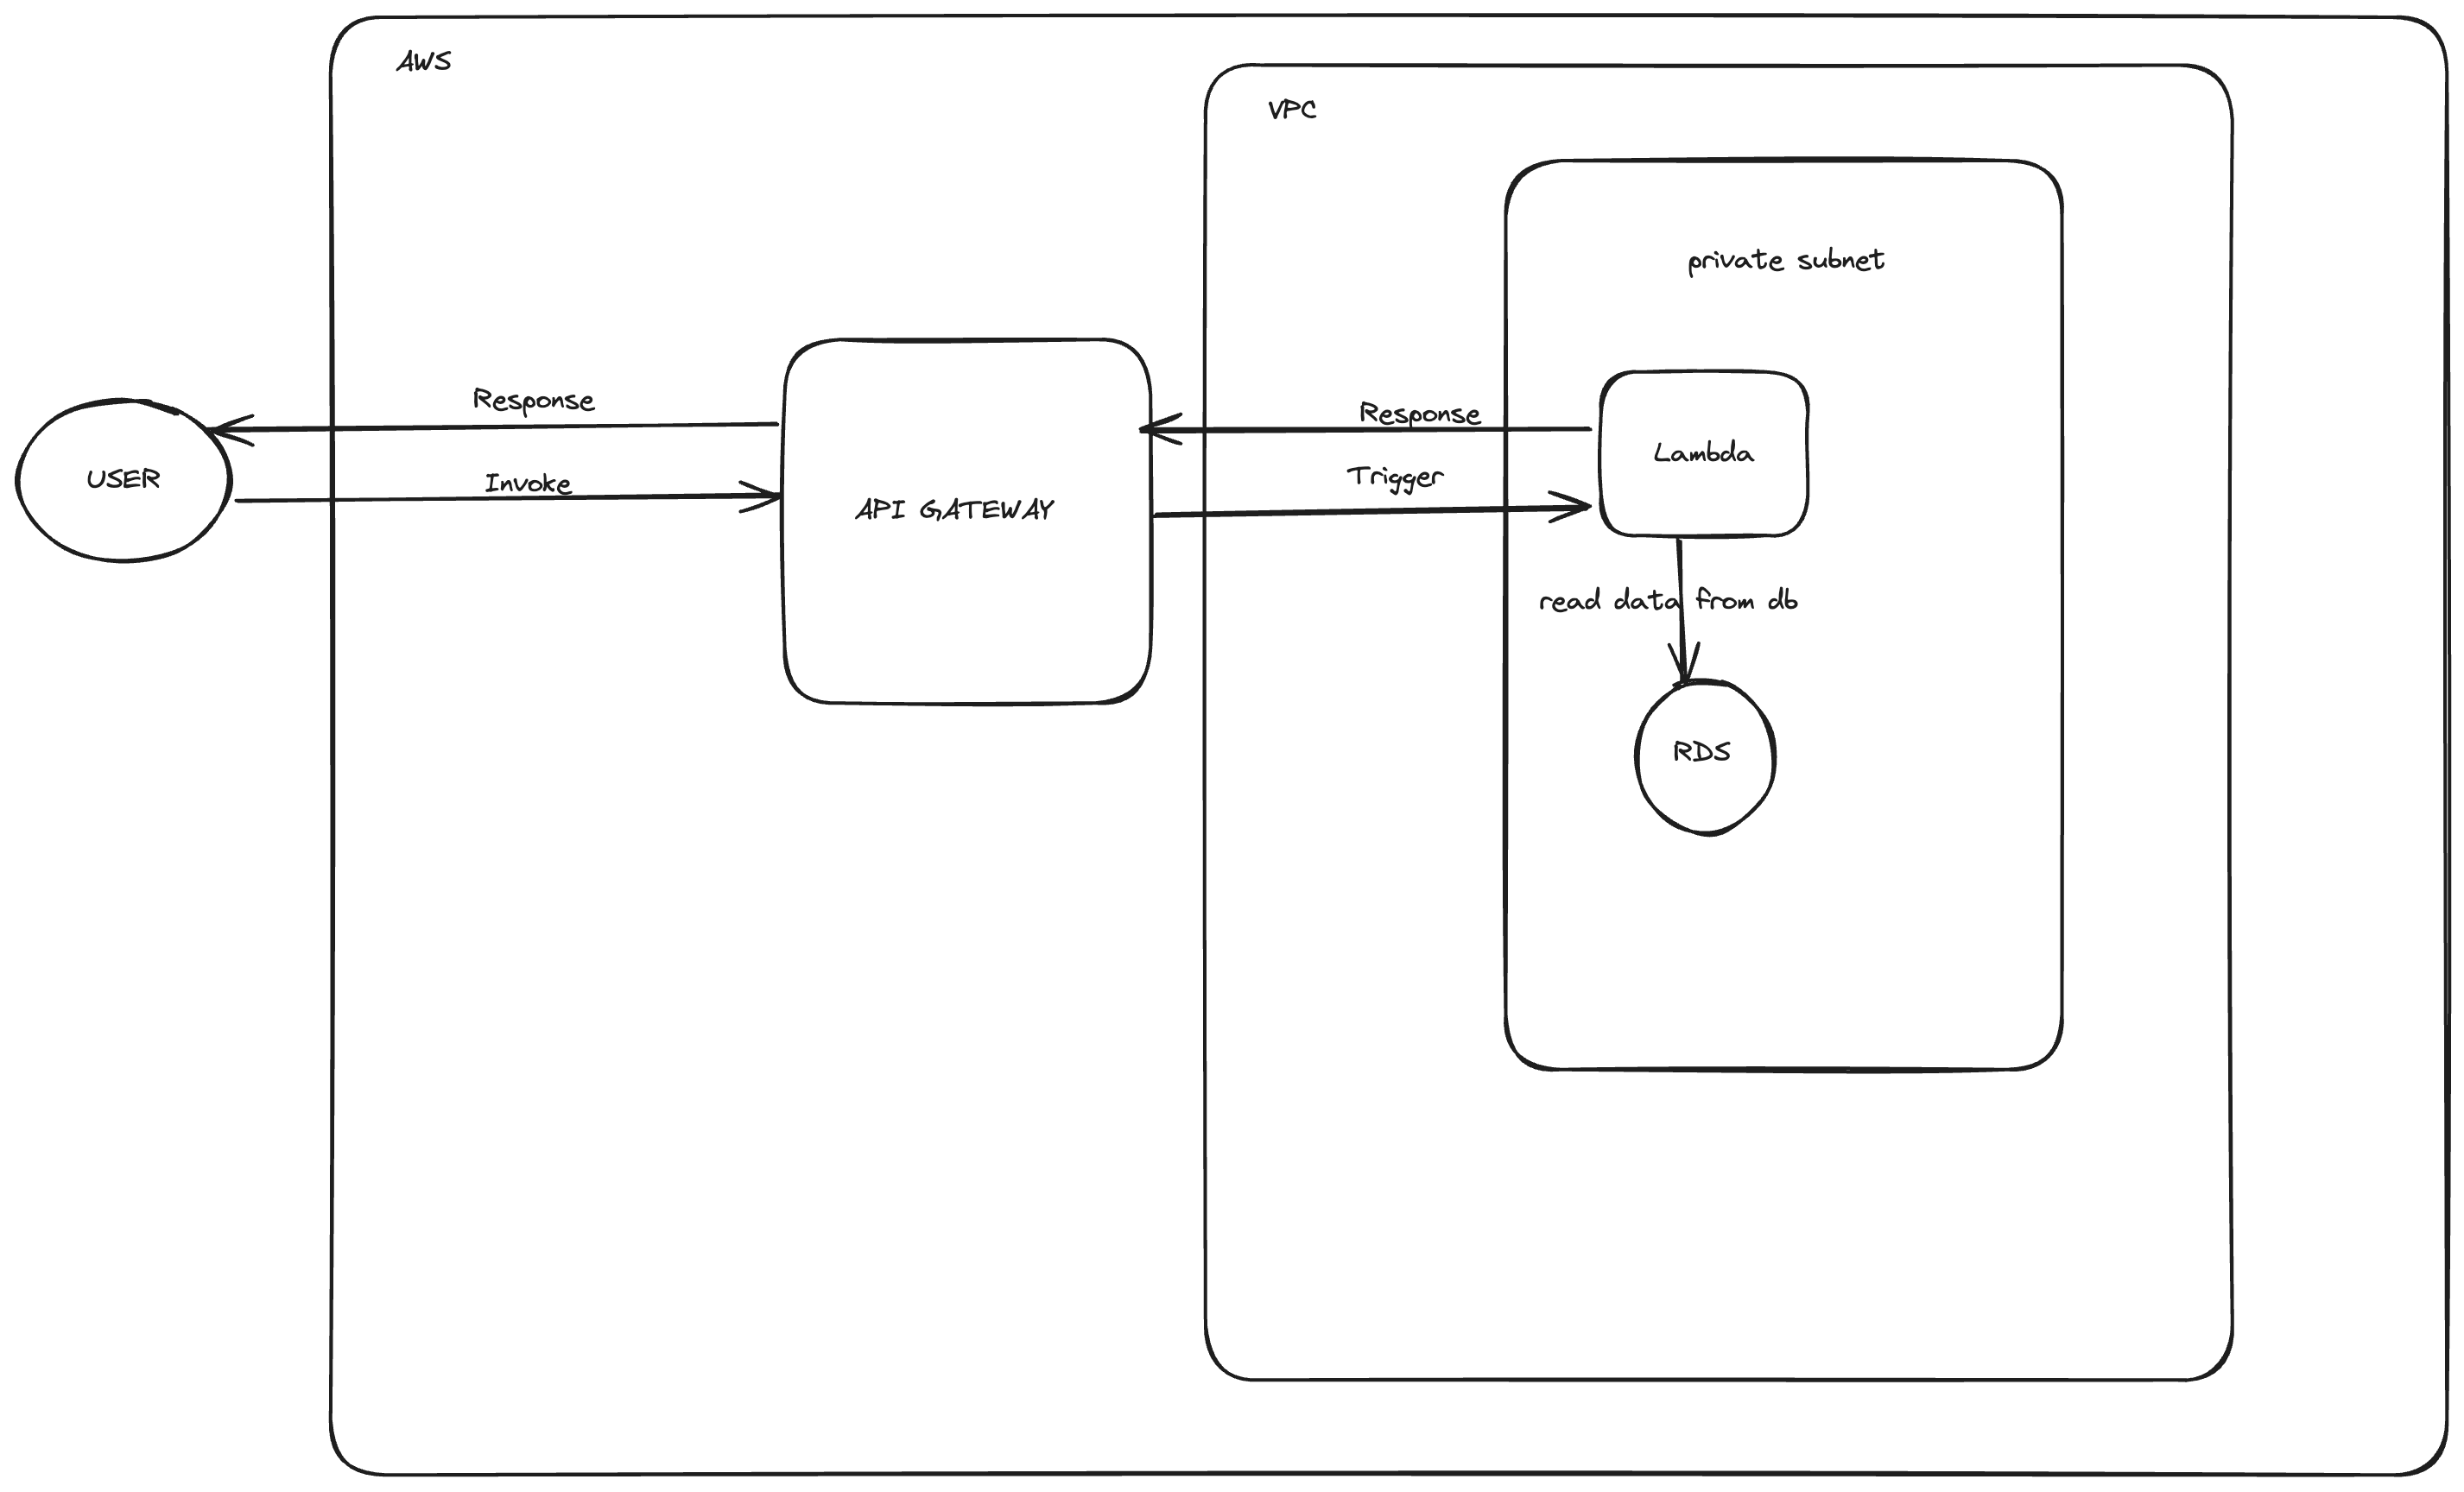 AWS
VPC
private subnet
Response
Response
Lambda
Trigger
USER
Invoke
API GATEWAY
read data from db
RDS